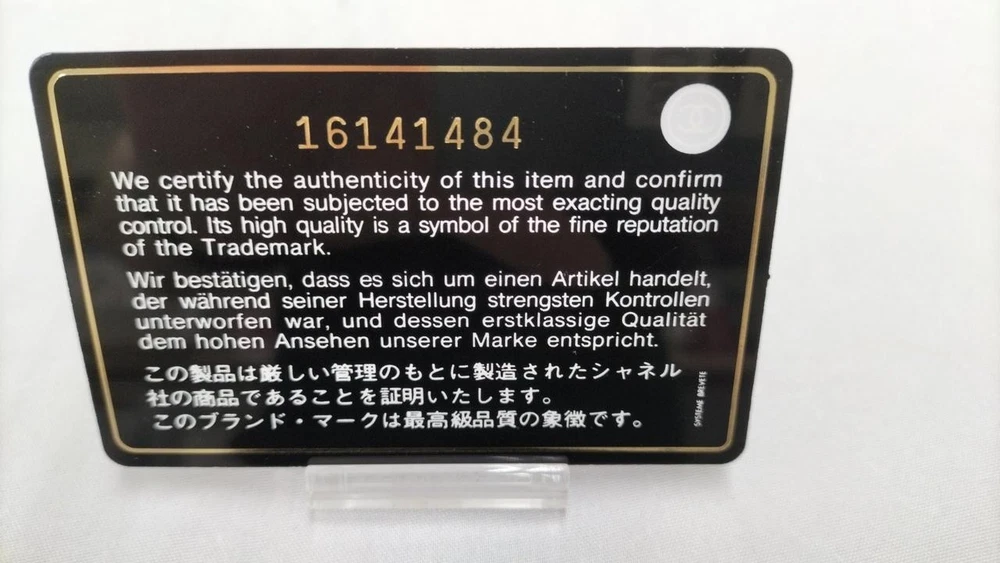 16141484
We certify the authenticity of this item and confirm
that it has been subjected to the most exacting quality
control. Its high quality is a symbol of the fine reputation
of the Trademark.
Wir bestätigen, dass es sich um einen Artikel handelt,
der während seiner Herstellung strengsten Kontrollen
unterworfen war, und dessen erstklassige Qualität
dem hohen Ansehen unserer Marke entspricht.
この製品は厳しい管理のもとに製造されたシャネル
社の商品であることを証明いたします。
このブランド・マークは最高級品質の象徴です。
SYSTEME BREVETE